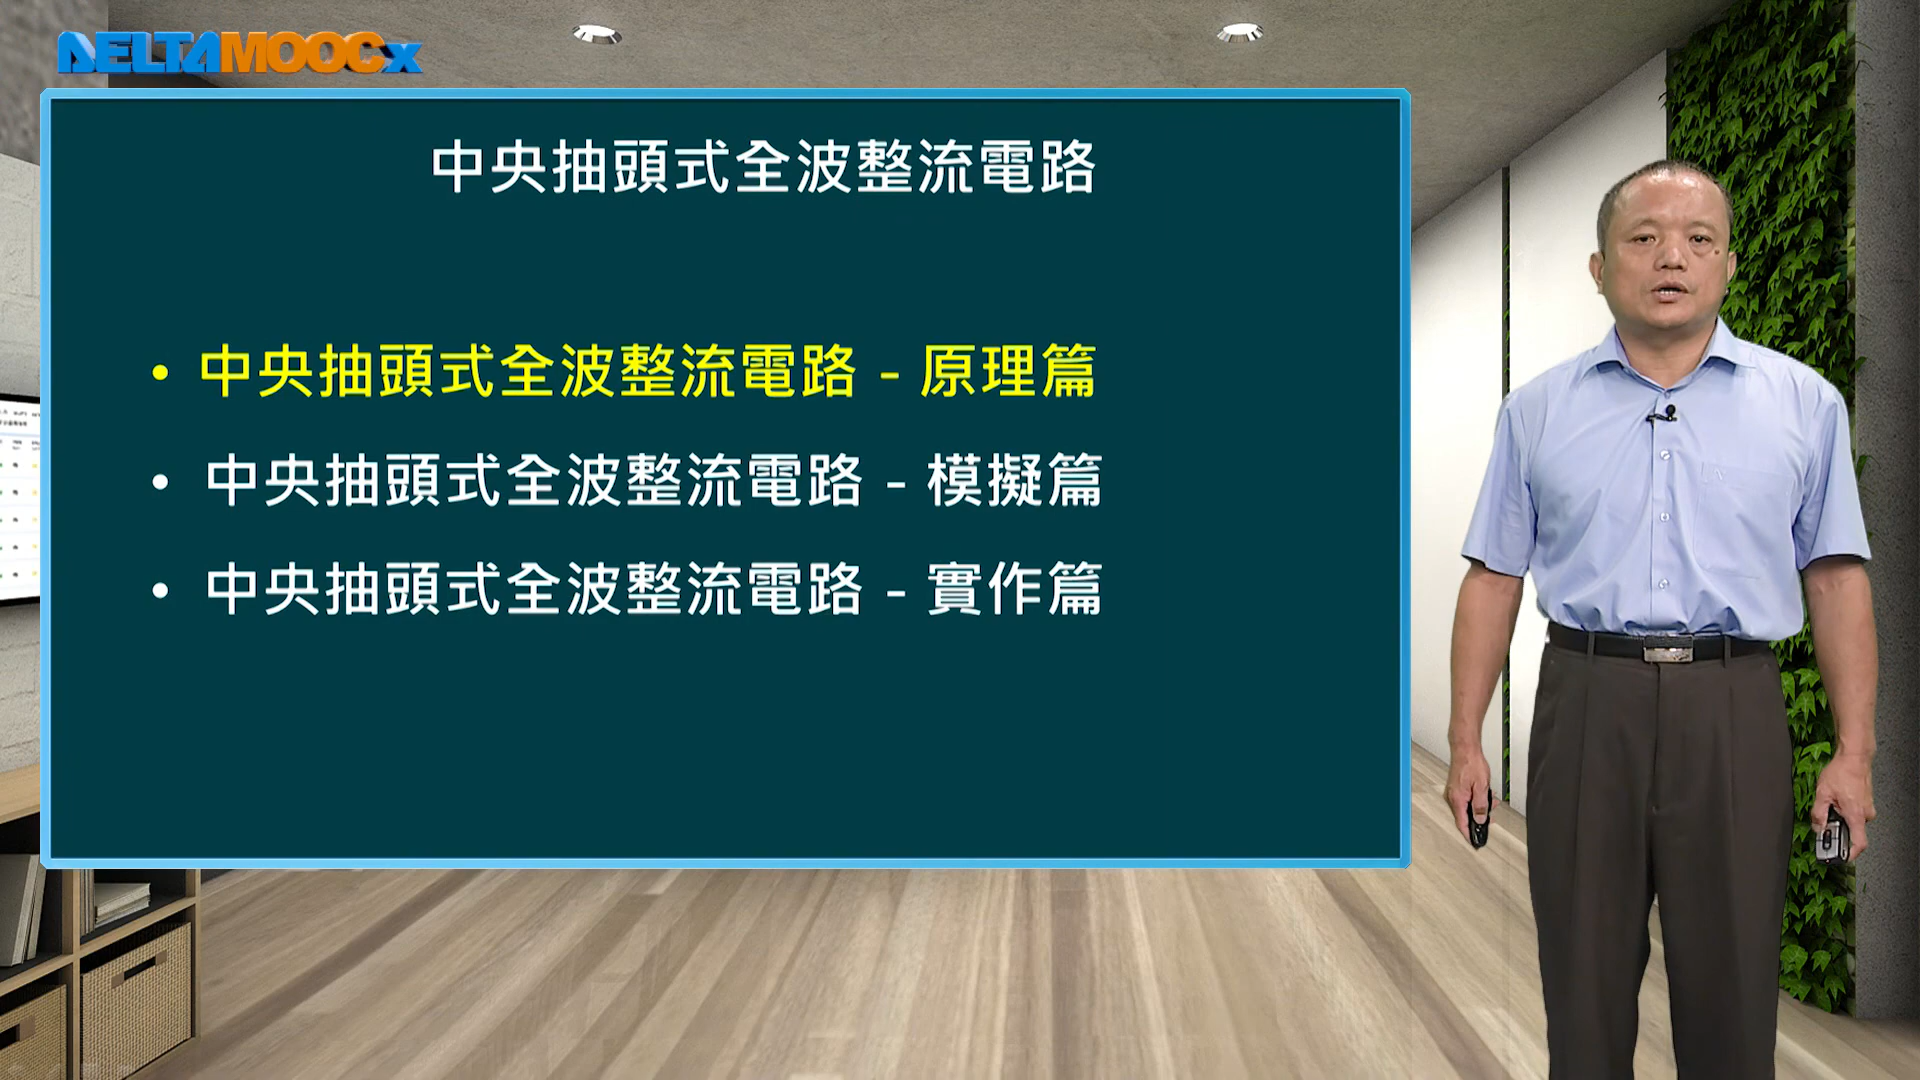 DELTAMOOCx
中央抽頭式全波整流電路
• 中央抽頭式全波整流電路 - 原理篇
• 中央抽頭式全波整流電路 - 模擬篇
• 中央抽頭式全波整流電路 - 實作篇